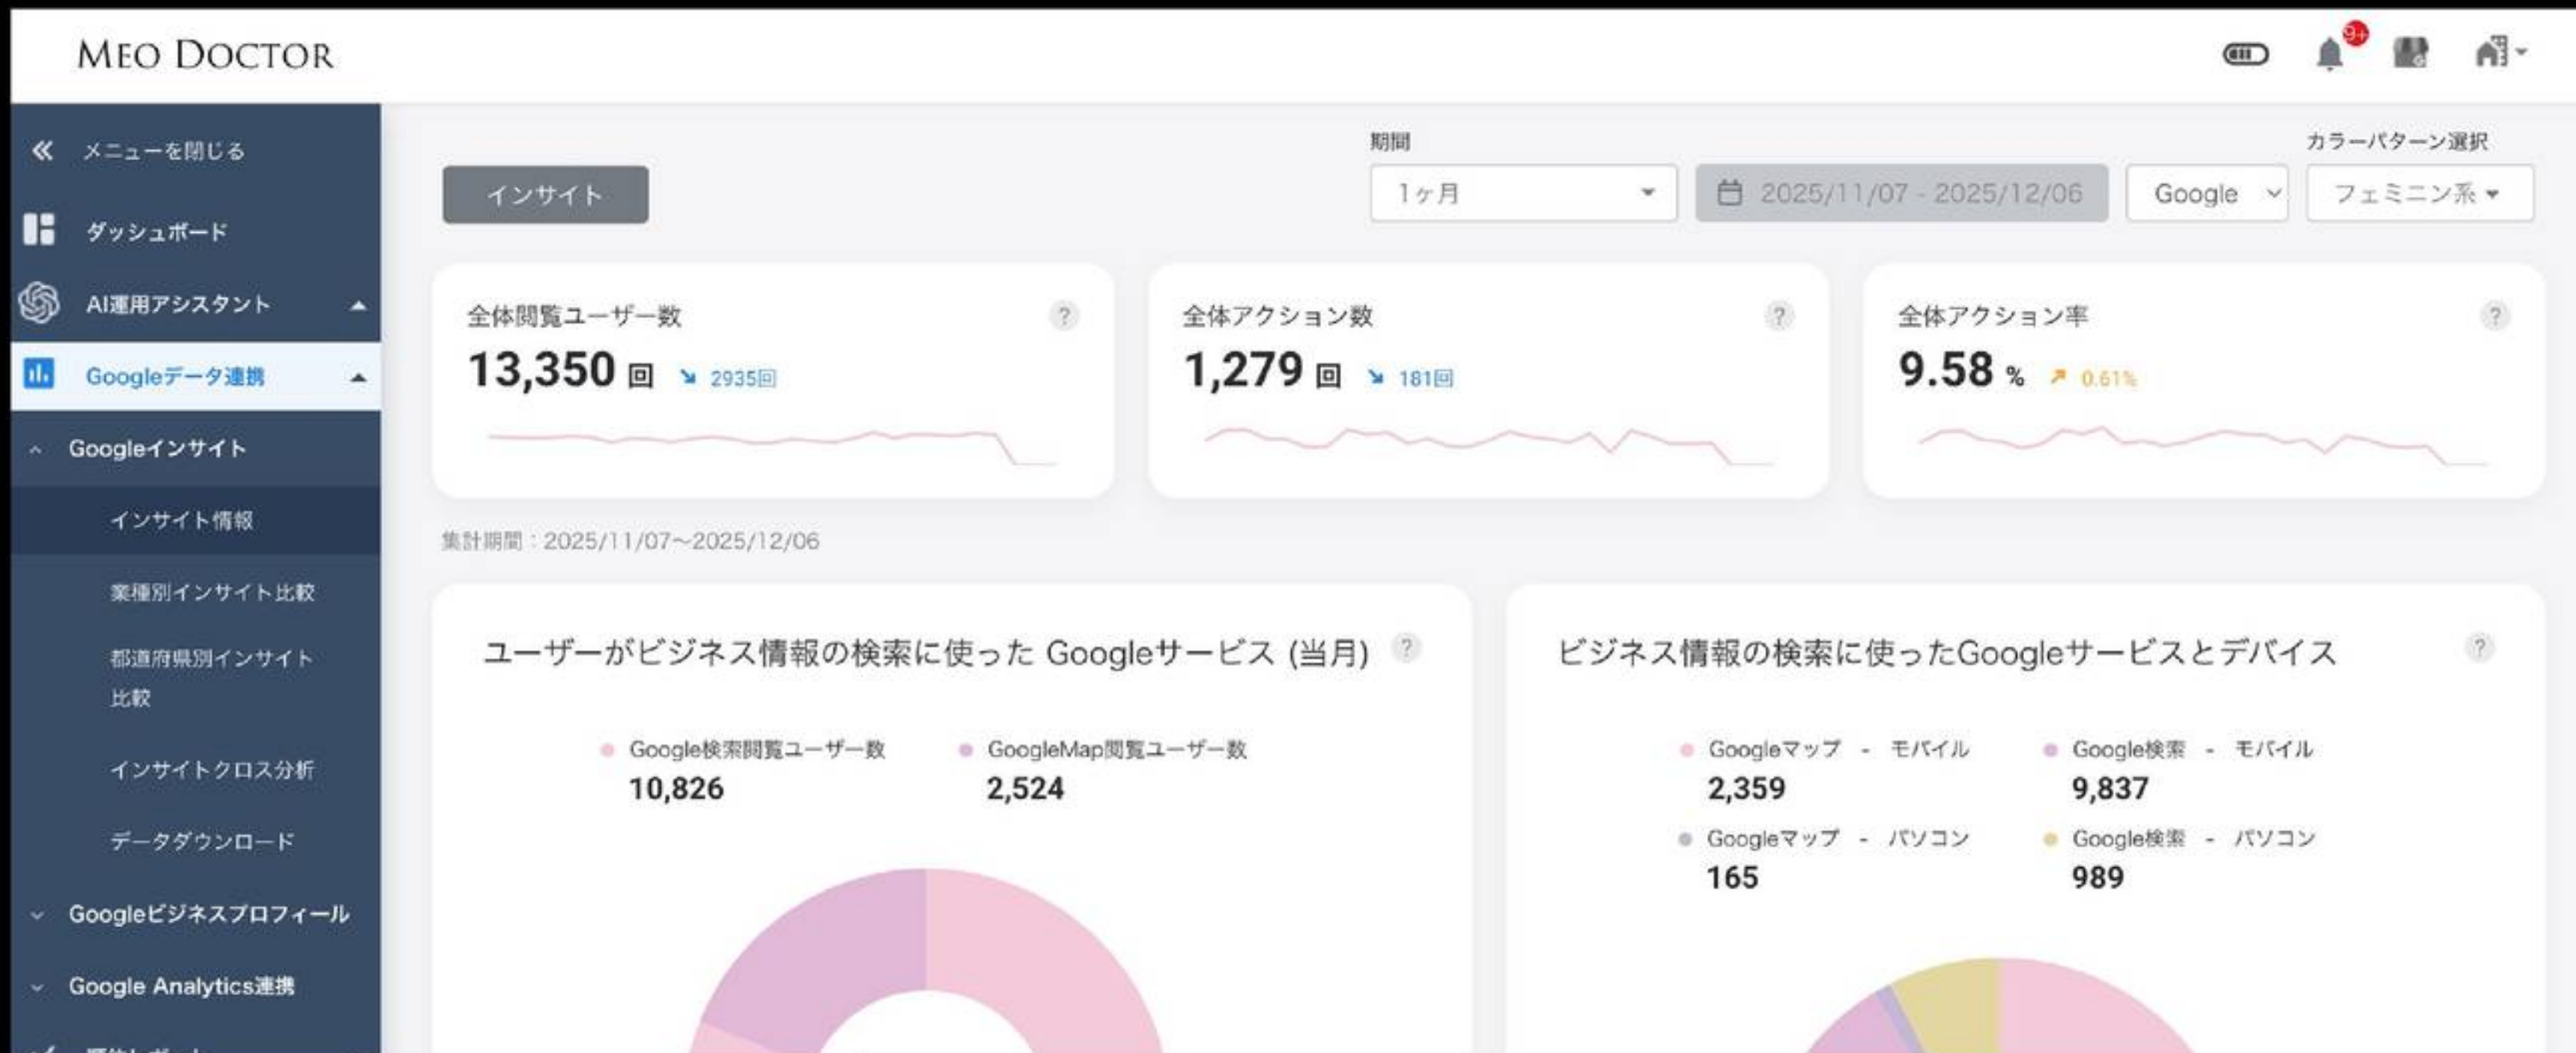 MEO DOCTOR
9+
メニューを閉じる
ダッシュボード
AI運用アシスタント
Googleデータ連携
Googleインサイト
インサイト情報
業種別インサイト比較
都道府県別インサイト
比較
インサイトクロス分析
データダウンロード
Googleビジネスプロフィール
Google Analytics連携
インサイト
期間
1ヶ月
2025/11/07 - 2025/12/06
Google
カラーパターン選択
フェミニン系
全体閲覧ユーザー数
?
13,350 回 2935回
全体アクション数
?
1,279 回 181回
全体アクション率
?
9.58 % 0.61%
集計期間:2025/11/07〜2025/12/06
ユーザーがビジネス情報の検索に使った Googleサービス (当月)
?
Google検索閲覧ユーザー数
10,826
GoogleMap閲覧ユーザー数
2,524
ビジネス情報の検索に使ったGoogleサービスとデバイス
?
Googleマップ - モバイル
2,359
Google検索 - モバイル
9,837
Googleマップ - パソコン
165
Google検索 - パソコン
989